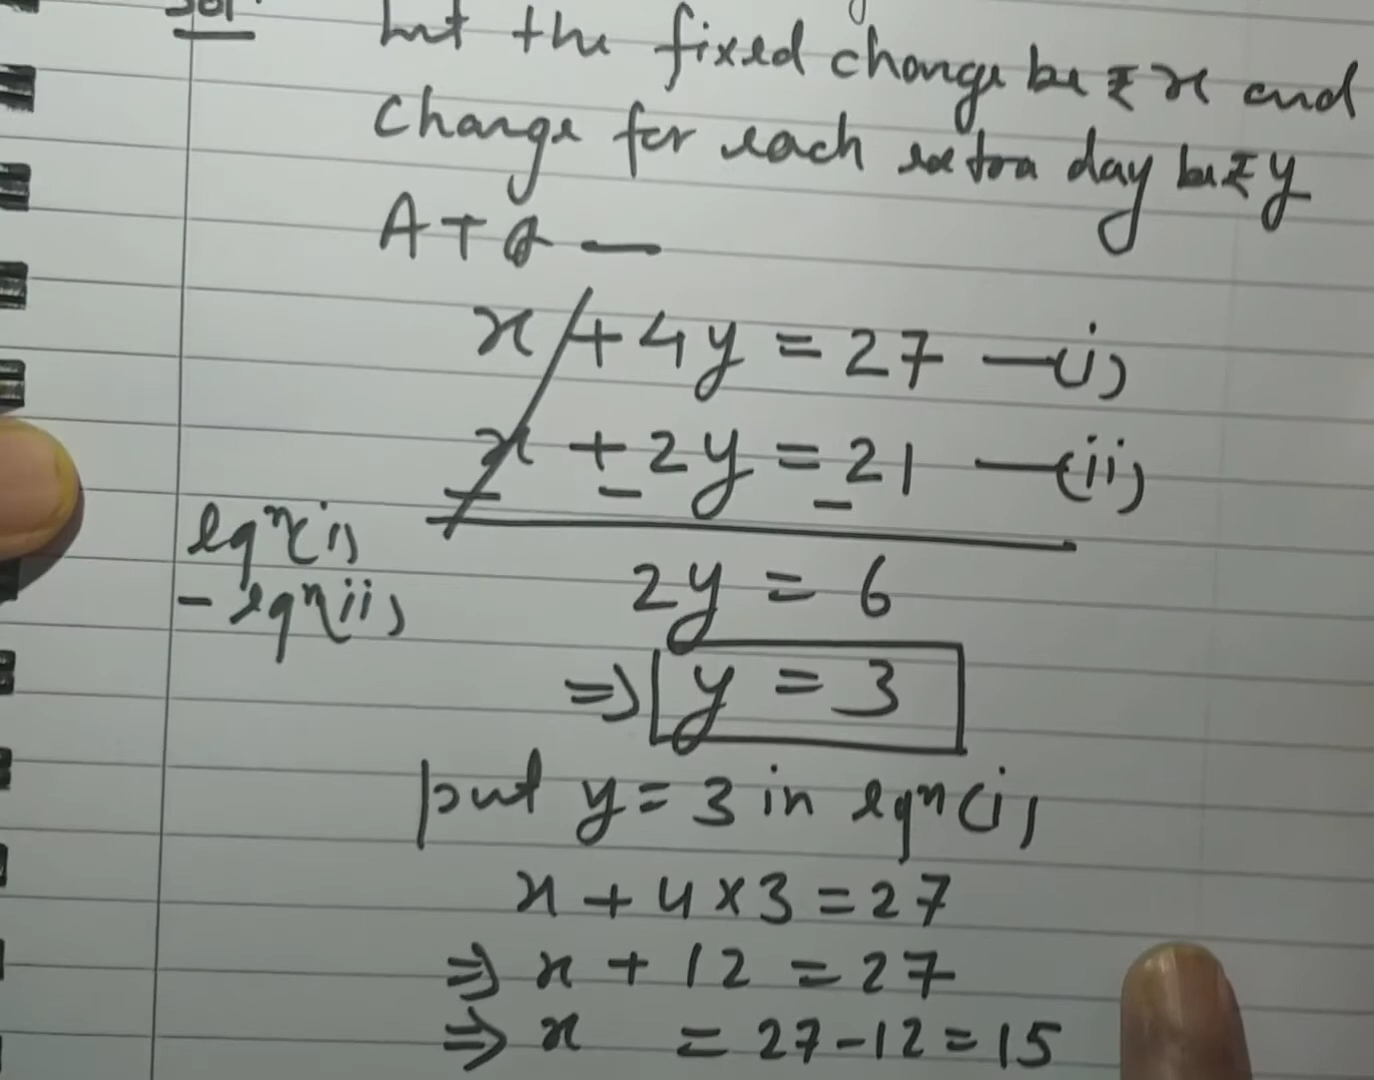 Sol.
Let the fixed charge be ₹ x and
charge for each extra day be ₹ y
ATQ —
x + 4y = 27 —(i)
x + 2y = 21 —(ii)
- - -
eqⁿ(i)
- eqⁿ(ii)
2y = 6
⇒ y = 3
put y = 3 in eqⁿ(i)
x + 4 × 3 = 27
⇒ x + 12 = 27
⇒ x = 27 - 12 = 15